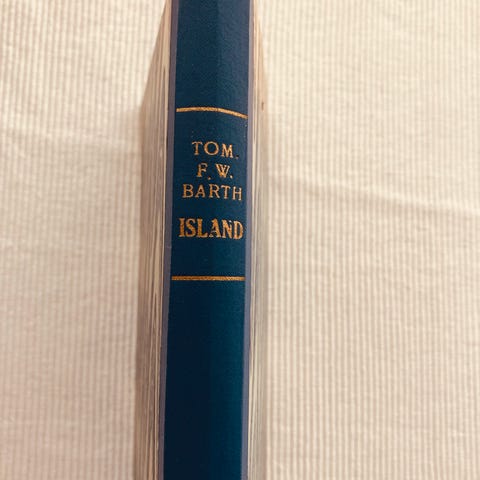 TOM.
F. W.
BARTH
ISLAND